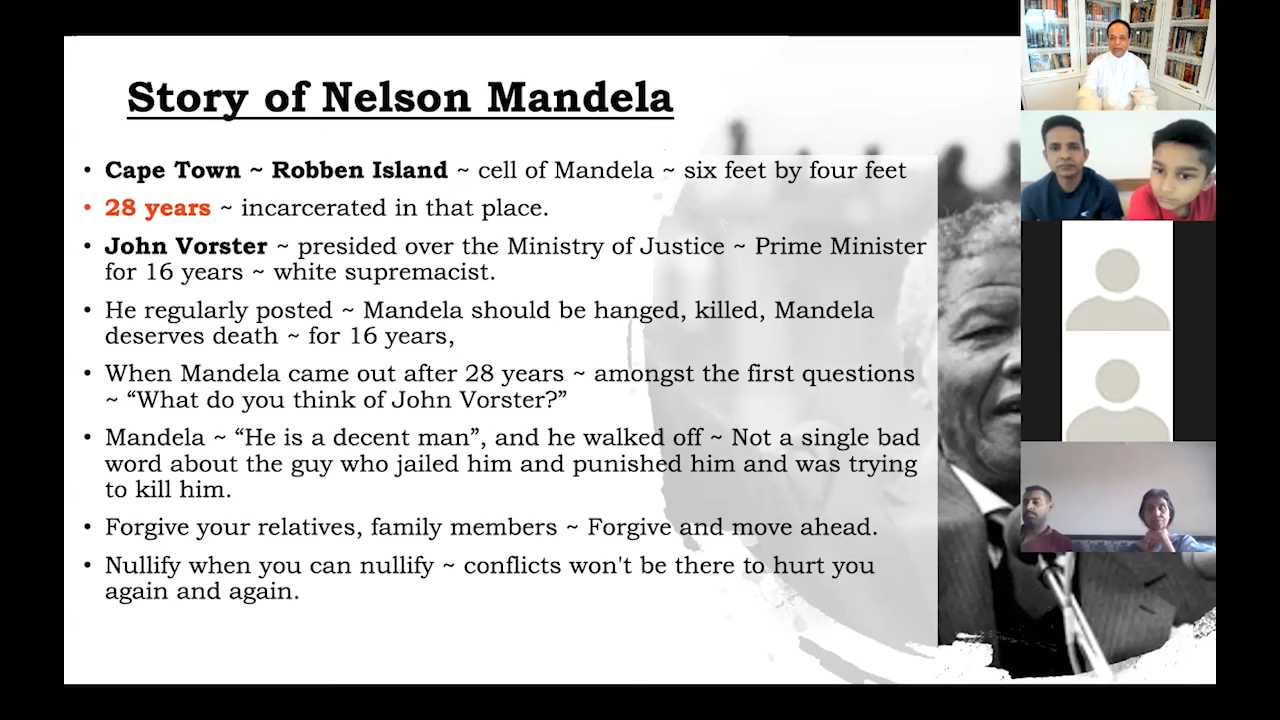 Story of Nelson Mandela
• Cape Town ~ Robben Island ~ cell of Mandela ~ six feet by four feet
• 28 years ~ incarcerated in that place.
• John Vorster ~ presided over the Ministry of Justice ~ Prime Minister
for 16 years ~ white supremacist.
• He regularly posted ~ Mandela should be hanged, killed, Mandela
deserves death ~ for 16 years,
• When Mandela came out after 28 years ~ amongst the first questions
~ “What do you think of John Vorster?”
• Mandela ~ “He is a decent man”, and he walked off ~ Not a single bad
word about the guy who jailed him and punished him and was trying
to kill him.
• Forgive your relatives, family members ~ Forgive and move ahead.
• Nullify when you can nullify ~ conflicts won't be there to hurt you
again and again.